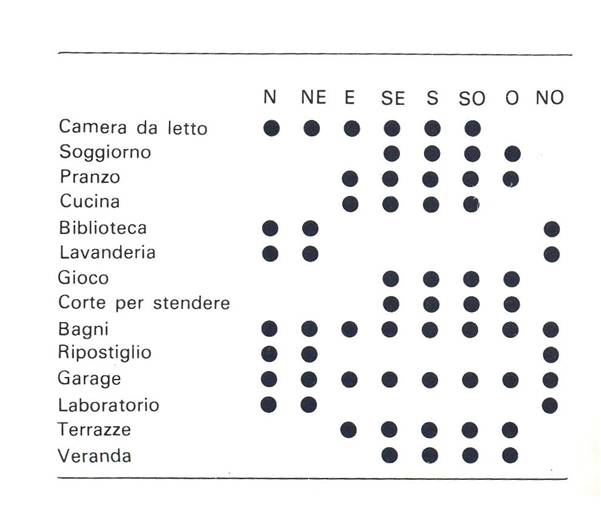 N NE E SE S SO O NO
Camera da letto ● ● ● ● ● ●
Soggiorno ● ● ● ●
Pranzo ● ● ● ● ●
Cucina ● ● ● ●
Biblioteca ● ● ●
Lavanderia ● ● ●
Gioco ● ● ● ●
Corte per stendere ● ● ● ●
Bagni ● ● ● ● ● ● ● ●
Ripostiglio ● ● ●
Garage ● ● ● ● ● ● ● ●
Laboratorio ● ● ●
Terrazze ● ● ● ● ●
Veranda ● ● ● ●